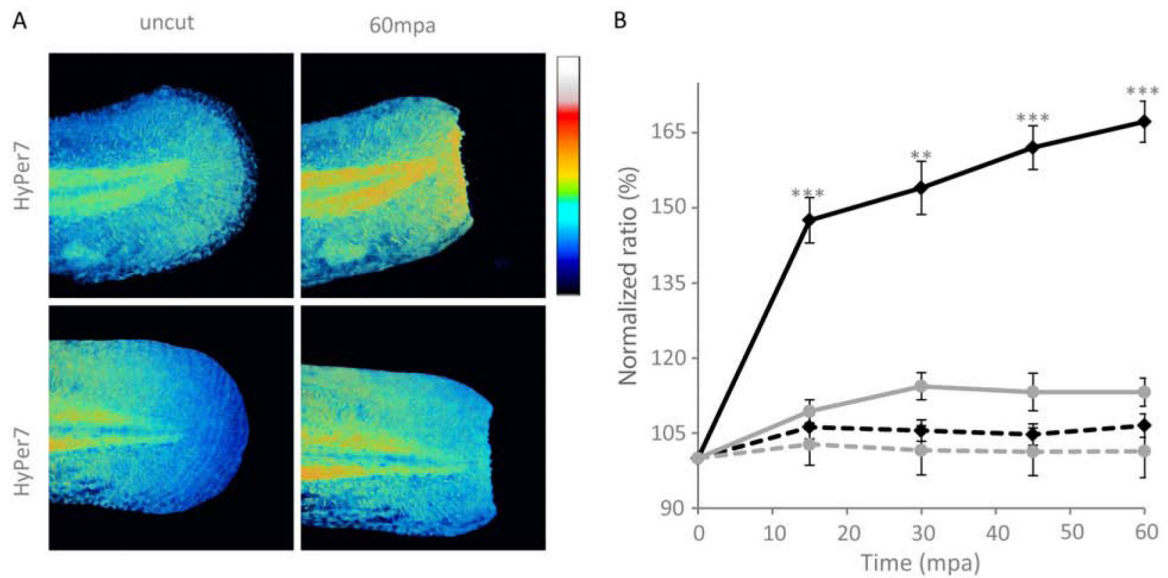 A
uncut
60mpa
HyPer7
HyPer7
B
Normalized ratio (%)
165
150
135
120
105
90
***
**
***
***
0
10
20
30
40
50
60
Time (mpa)